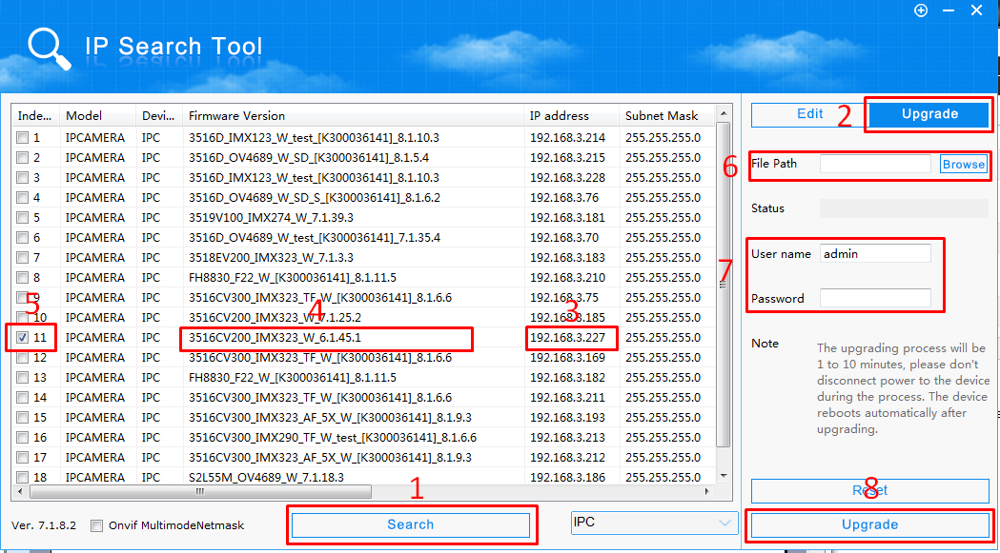 IP Search Tool
Inde... Model Devi... Firmware Version IP address Subnet Mask
1 IPCAMERA IPC 3516D_IMX123_W_test_[K300036141]_8.1.10.3 192.168.3.214 255.255.255.0
2 IPCAMERA IPC 3516D_OV4689_W_SD_[K300036141]_8.1.5.4 192.168.3.215 255.255.255.0
3 IPCAMERA IPC 3516D_IMX123_W_test_[K300036141]_8.1.10.3 192.168.3.228 255.255.255.0
4 IPCAMERA IPC 3516D_OV4689_W_SD_S_[K300036141]_8.1.6.2 192.168.3.76 255.255.255.0
5 IPCAMERA IPC 3519V100_IMX274_W_7.1.39.3 192.168.3.181 255.255.255.0
6 IPCAMERA IPC 3516D_OV4689_W_test_[K300036141]_7.1.35.4 192.168.3.70 255.255.255.0
7 IPCAMERA IPC 3518EV200_IMX323_W_7.1.3.3 192.168.3.183 255.255.255.0
8 IPCAMERA IPC FH8830_F22_W_[K300036141]_8.1.11.5 192.168.3.210 255.255.255.0
9 IPCAMERA IPC 3516CV300_IMX323_TF_W_[K300036141]_8.1.6.6 192.168.3.75 255.255.255.0
5 4 3
10 IPCAMERA IPC 3516CV200_IMX323_W_7.1.25.2 192.168.3.185 255.255.255.0
11 IPCAMERA IPC 3516CV200_IMX323_W_6.1.45.1 192.168.3.227 255.255.255.0
12 IPCAMERA IPC 3516CV300_IMX323_TF_W_[K300036141]_8.1.6.6 192.168.3.169 255.255.255.0
13 IPCAMERA IPC FH8830_F22_W_[K300036141]_8.1.11.5 192.168.3.182 255.255.255.0
14 IPCAMERA IPC 3516CV300_IMX323_TF_W_[K300036141]_8.1.6.6 192.168.3.211 255.255.255.0
15 IPCAMERA IPC 3516CV300_IMX323_AF_5X_W_[K300036141]_8.1.9.3 192.168.3.193 255.255.255.0
16 IPCAMERA IPC 3516CV300_IMX290_TF_W_test_[K300036141]_8.1.6.6 192.168.3.213 255.255.255.0
17 IPCAMERA IPC 3516CV300_IMX323_AF_5X_W_[K300036141]_8.1.9.3 192.168.3.212 255.255.255.0
18 IPCAMERA IPC S2L55M_OV4689_W_7.1.18.3 192.168.3.186 255.255.255.0
1
Ver. 7.1.8.2 Onvif MultimodeNetmask Search IPC
Edit 2 Upgrade
6 File Path Browse
Status
User name admin
7
Password
Note
The upgrading process will be
1 to 10 minutes, please don't
disconnect power to the device
during the process. The device
reboots automatically after
upgrading.
Reset
8
Upgrade